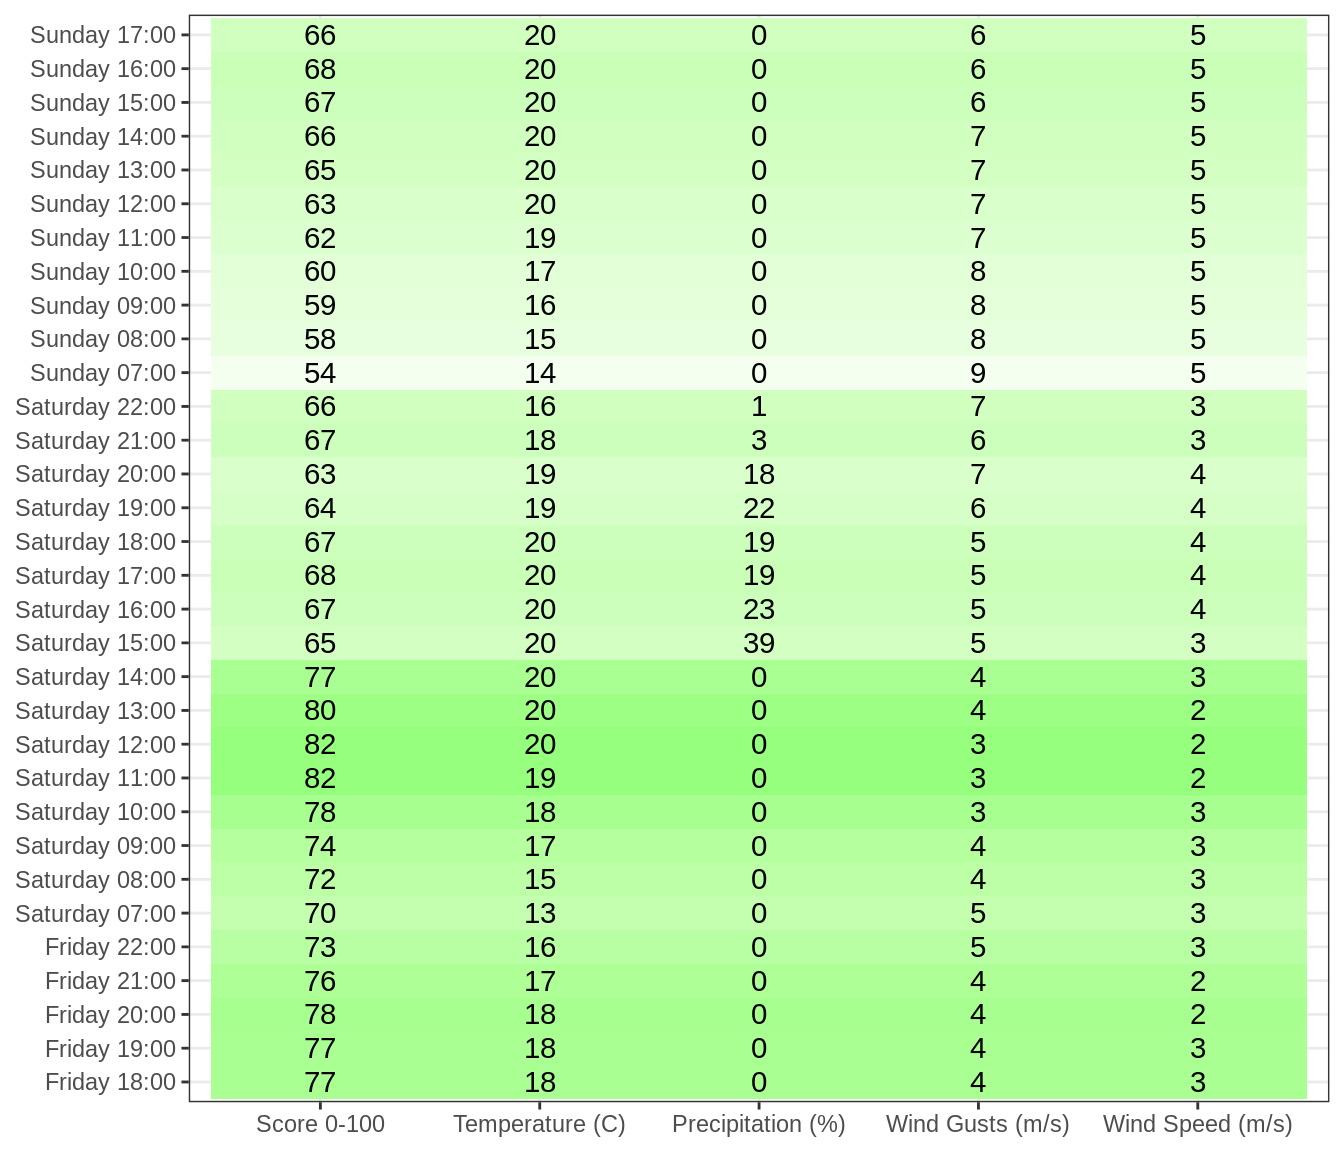 Sunday 17:00 66 20 0 6 5
Sunday 16:00 68 20 0 6 5
Sunday 15:00 67 20 0 6 5
Sunday 14:00 66 20 0 7 5
Sunday 13:00 65 20 0 7 5
Sunday 12:00 63 20 0 7 5
Sunday 11:00 62 19 0 7 5
Sunday 10:00 60 17 0 8 5
Sunday 09:00 59 16 0 8 5
Sunday 08:00 58 15 0 8 5
Sunday 07:00 54 14 0 9 5
Saturday 22:00 66 16 1 7 3
Saturday 21:00 67 18 3 6 3
Saturday 20:00 63 19 18 7 4
Saturday 19:00 64 19 22 6 4
Saturday 18:00 67 20 19 5 4
Saturday 17:00 68 20 19 5 4
Saturday 16:00 67 20 23 5 4
Saturday 15:00 65 20 39 5 3
Saturday 14:00 77 20 0 4 3
Saturday 13:00 80 20 0 4 2
Saturday 12:00 82 20 0 3 2
Saturday 11:00 82 19 0 3 2
Saturday 10:00 78 18 0 3 3
Saturday 09:00 74 17 0 4 3
Saturday 08:00 72 15 0 4 3
Saturday 07:00 70 13 0 5 3
Friday 22:00 73 16 0 5 3
Friday 21:00 76 17 0 4 2
Friday 20:00 78 18 0 4 2
Friday 19:00 77 18 0 4 3
Friday 18:00 77 18 0 4 3
Score 0-100 Temperature (C) Precipitation (%) Wind Gusts (m/s) Wind Speed (m/s)